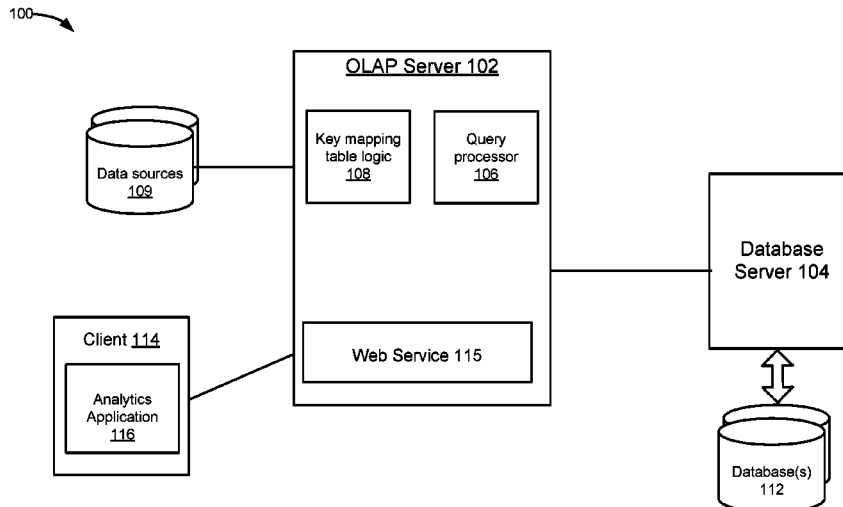 100
OLAP Server 102
Key mapping
table logic
108
Query
processor
106
Data sources
109
Database
Server 104
Client 114
Web Service 115
Analytics
Application
116
Database(s)
112